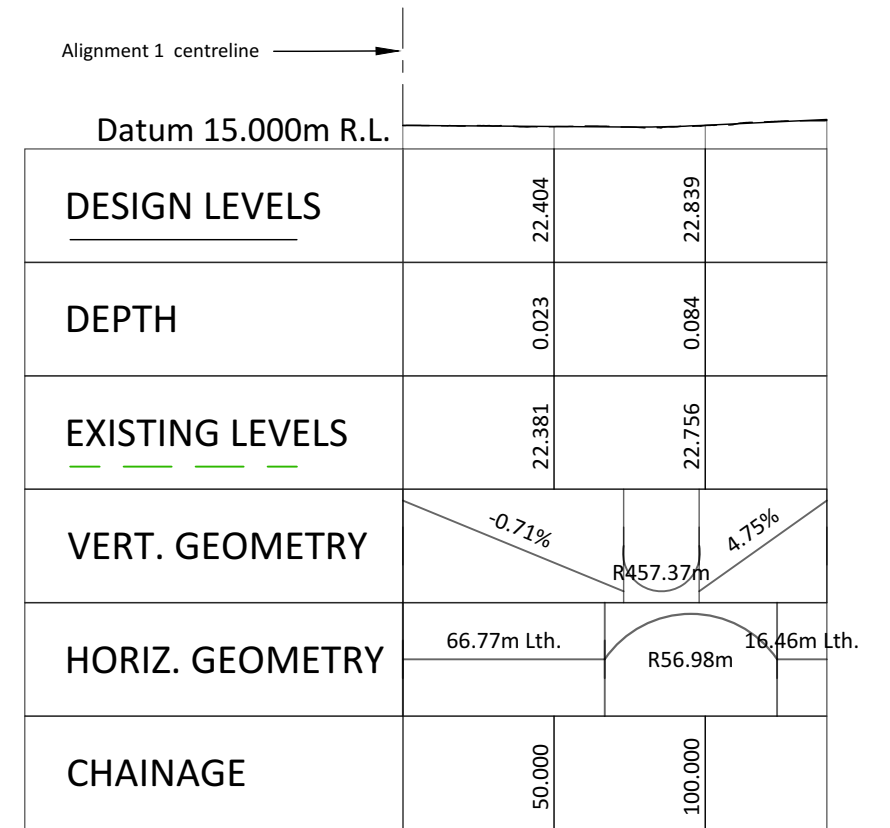 Alignment 1 centreline
Datum 15.000m R.L.
DESIGN LEVELS
22.404
22.839
DEPTH
0.023
0.084
EXISTING LEVELS
22.381
22.756
VERT. GEOMETRY
-0.71%
R457.37m
4.75%
HORIZ. GEOMETRY
66.77m Lth.
R56.98m
16.46m Lth.
CHAINAGE
50.000
100.000